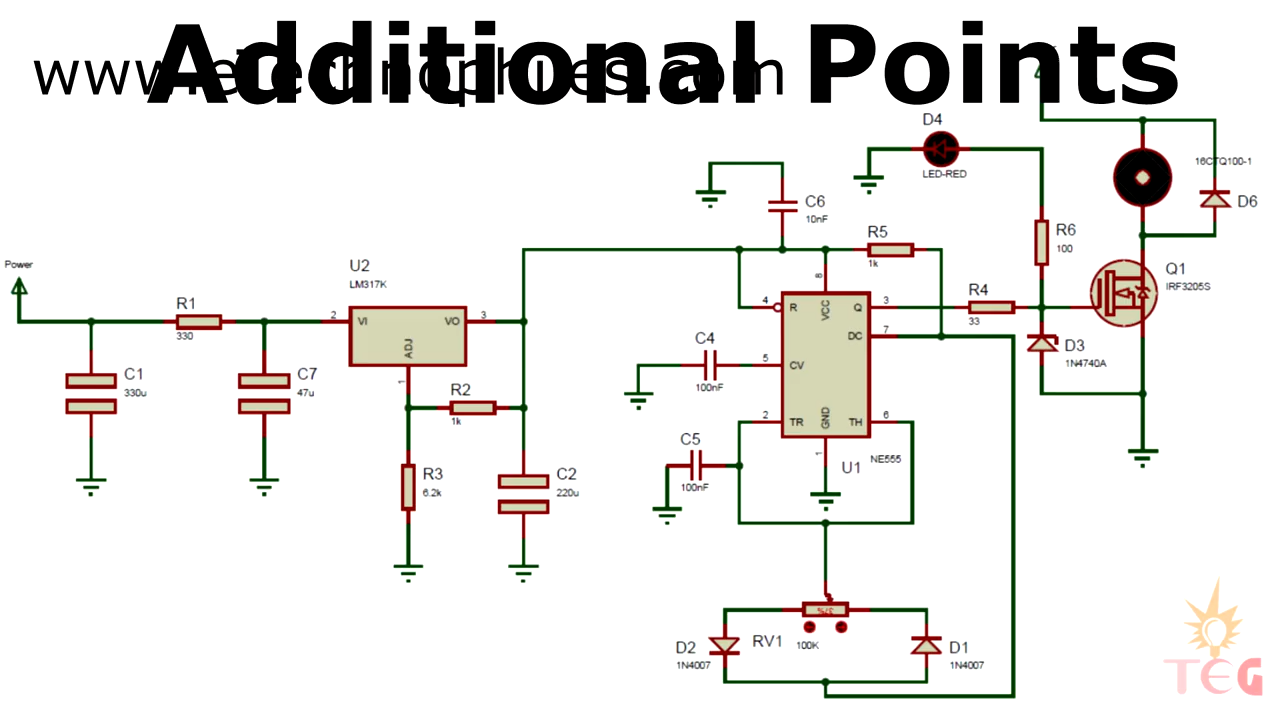 Additional Points
www.eTechnophiles.com
Power
R1
330
C1
330u
C7
47u
U2
LM317K
2
VI
VO
3
ADJ
1
R2
1k
R3
6.2k
C2
220u
C6
10nF
R5
1k
D4
LED-RED
R6
100
16CTQ100-1
D6
Q1
IRF3205S
4
R
8
VCC
Q
3
R4
33
DC
7
D3
1N4740A
C4
100nF
5
CV
2
TR
GND
1
TH
6
C5
100nF
U1
NE555
D2
1N4007
RV1
100K
D1
1N4007
TEG